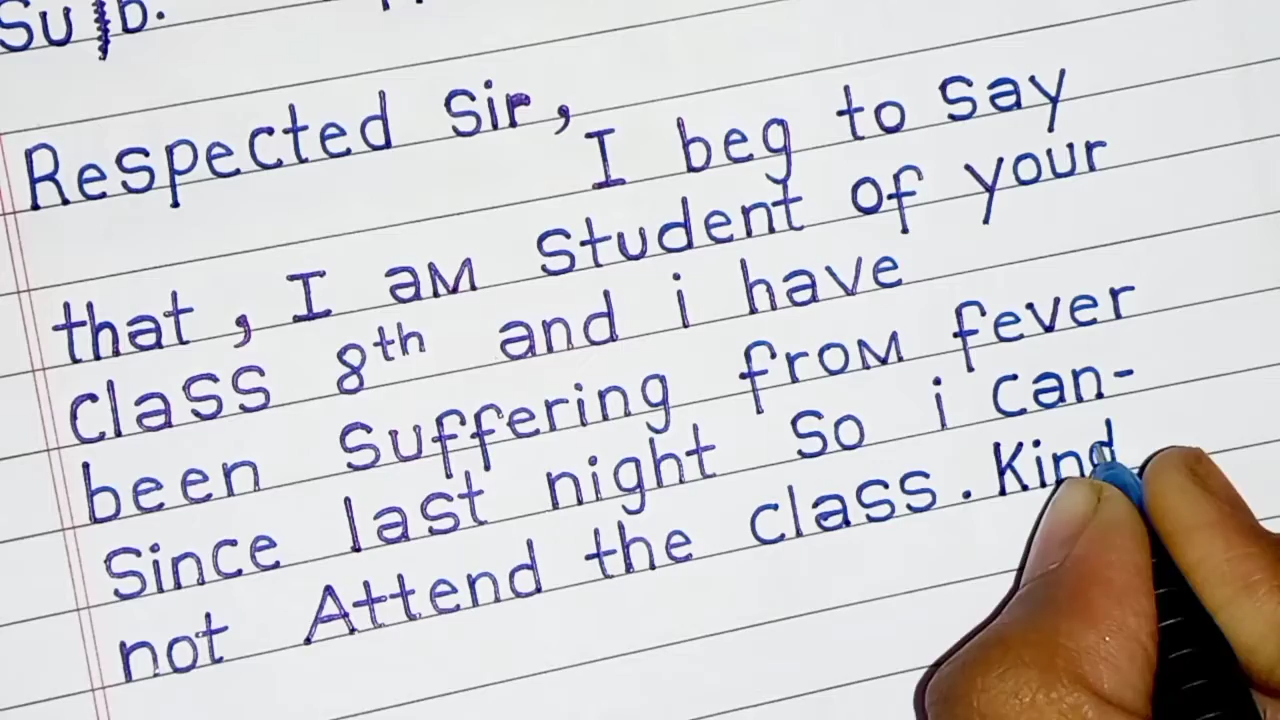 Sub.
Respected Sir,
I beg to say
that, I am Student of your
class 8th and i have
been suffering from fever
Since last night So i can-
not Attend the class. Kind